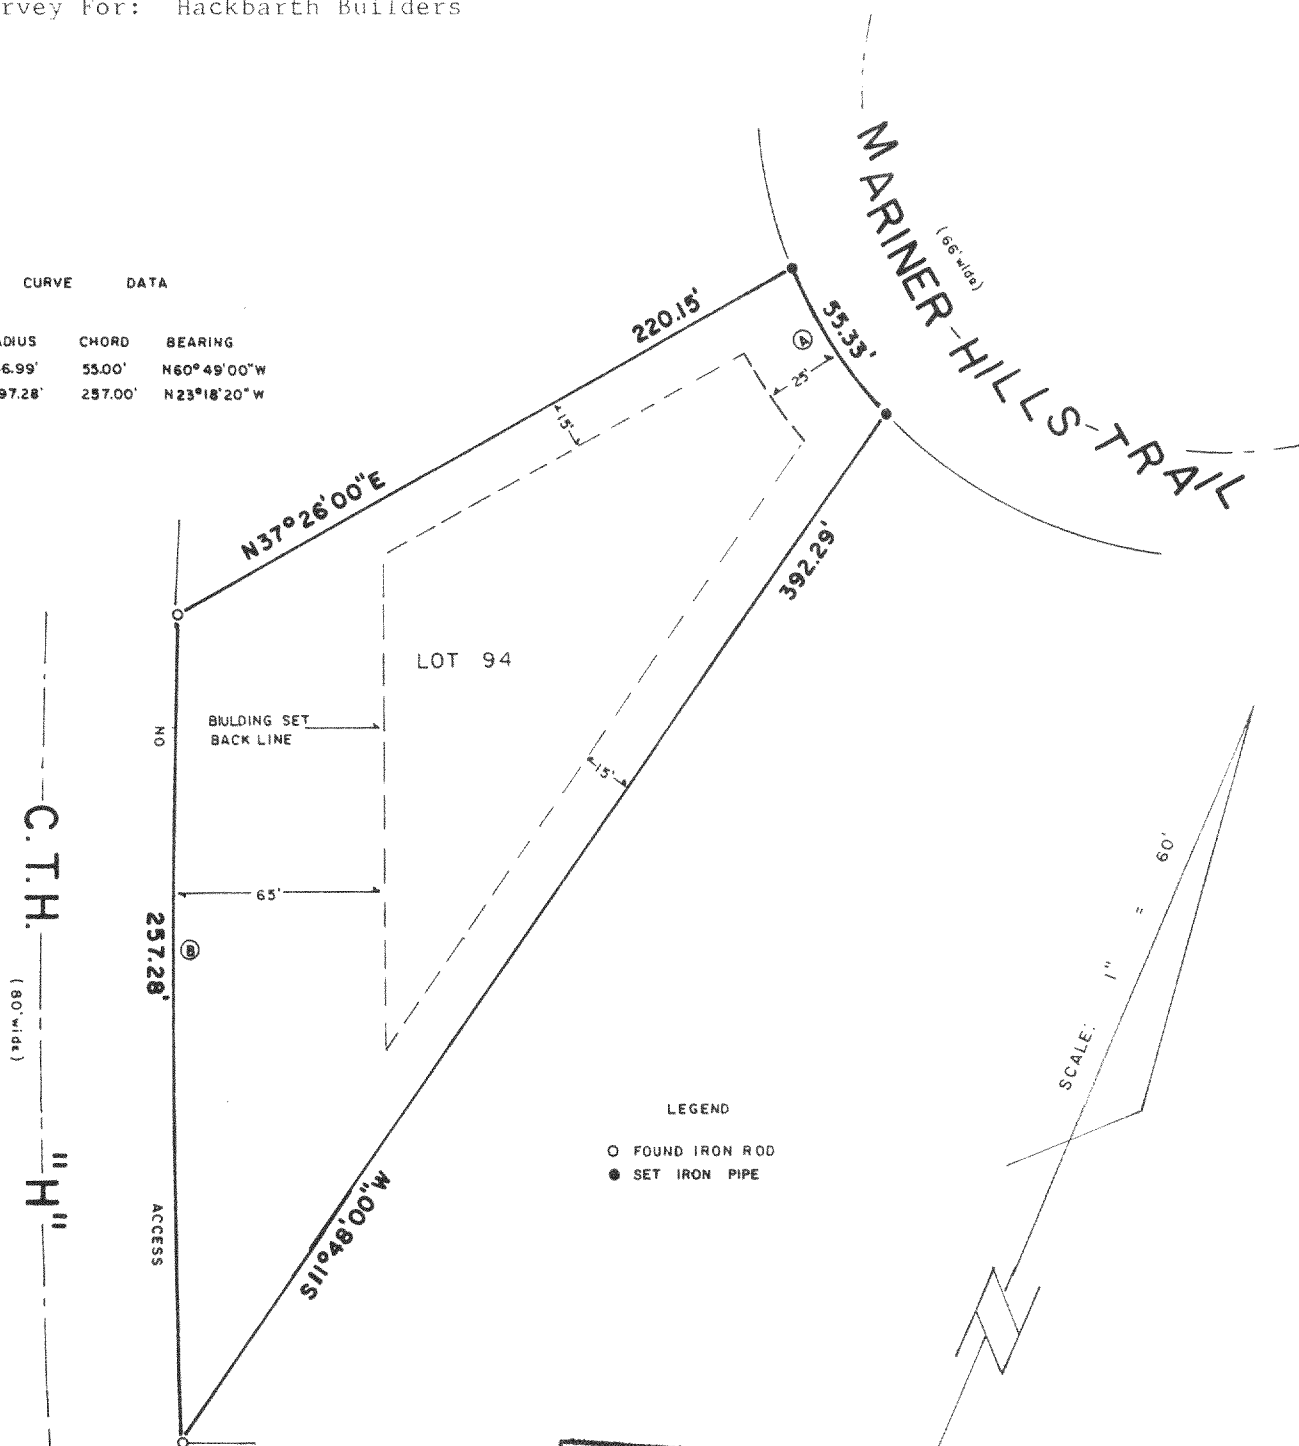 rvey For: Hackbarth Builders
MARINER-HILLS-TRAIL
(66'wide)
CURVE DATA
ADIUS CHORD BEARING
6.99' 55.00' N60°49'00"W
97.28' 257.00' N23°18'20"W
220.15'
55.33'
A
25'
15'
N37°26'00"E
392.29'
LOT 94
BIULDING SET
BACK LINE
NO
15'
C.T.H. "H"
(80'wide)
65'
257.28'
B
ACCESS
SCALE: 1" = 60'
LEGEND
FOUND IRON ROD
SET IRON PIPE
S11°48'00"W
N